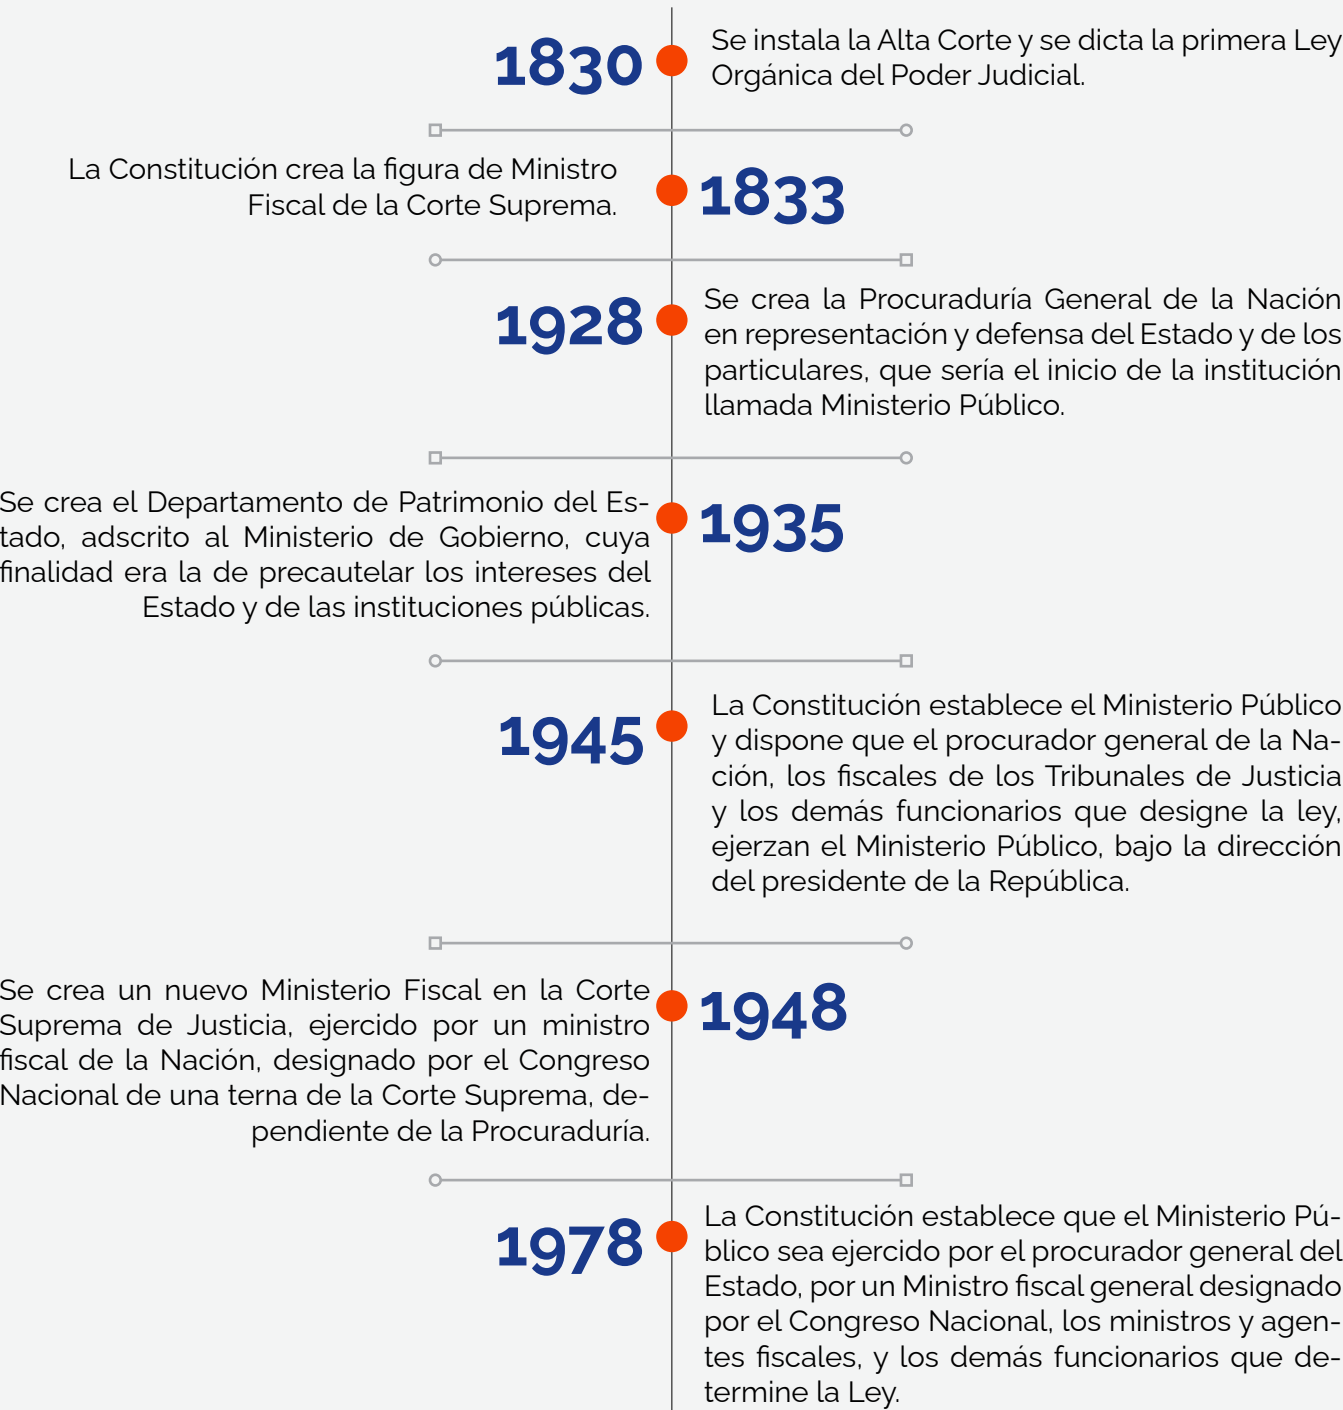 1830
Se instala la Alta Corte y se dicta la primera Ley
Orgánica del Poder Judicial.
La Constitución crea la figura de Ministro
Fiscal de la Corte Suprema.
1833
1928
Se crea la Procuraduría General de la Nación
en representación y defensa del Estado y de los
particulares, que sería el inicio de la institución
llamada Ministerio Público.
Se crea el Departamento de Patrimonio del Es-
tado, adscrito al Ministerio de Gobierno, cuya
finalidad era la de precautelar los intereses del
Estado y de las instituciones públicas.
1935
1945
La Constitución establece el Ministerio Público
y dispone que el procurador general de la Na-
ción, los fiscales de los Tribunales de Justicia
y los demás funcionarios que designe la ley,
ejerzan el Ministerio Público, bajo la dirección
del presidente de la República.
Se crea un nuevo Ministerio Fiscal en la Corte
Suprema de Justicia, ejercido por un ministro
fiscal de la Nación, designado por el Congreso
Nacional de una terna de la Corte Suprema, de-
pendiente de la Procuraduría.
1948
1978
La Constitución establece que el Ministerio Pú-
blico sea ejercido por el procurador general del
Estado, por un Ministro fiscal general designado
por el Congreso Nacional, los ministros y agen-
tes fiscales, y los demás funcionarios que de-
termine la Ley.